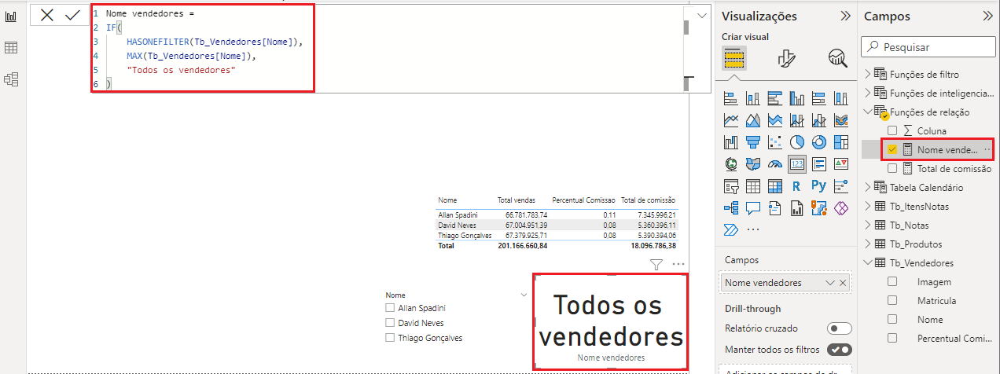 1 Nome vendedores =
2 IF(
3 HASONEFILTER(Tb_Vendedores[Nome]),
4 MAX(Tb_Vendedores[Nome]),
5 "Todos os vendedores"
6 )
Nome Total vendas Percentual Comissao Total de comissão
Allan Spadini 66.781.783,74 0,11 7.345.996,21
David Neves 67.004.951,39 0,08 5.360.396,11
Thiago Gonçalves 67.379.925,71 0,08 5.390.394,06
Total 201.166.660,84 18.096.786,38
Nome
Allan Spadini
David Neves
Thiago Gonçalves
Todos os
vendedores
Nome vendedores
Visualizações
Criar visual
123
R
Py
Campos
Nome vendedores
Drill-through
Relatório cruzado
Manter todos os filtros
Campos
Pesquisar
Funções de filtro
Funções de inteligencia...
Funções de relação
Coluna
Nome vende...
Total de comissão
Tabela Calendário
Tb_ItensNotas
Tb_Notas
Tb_Produtos
Tb_Vendedores
Imagem
Matricula
Nome
Percentual Comi...